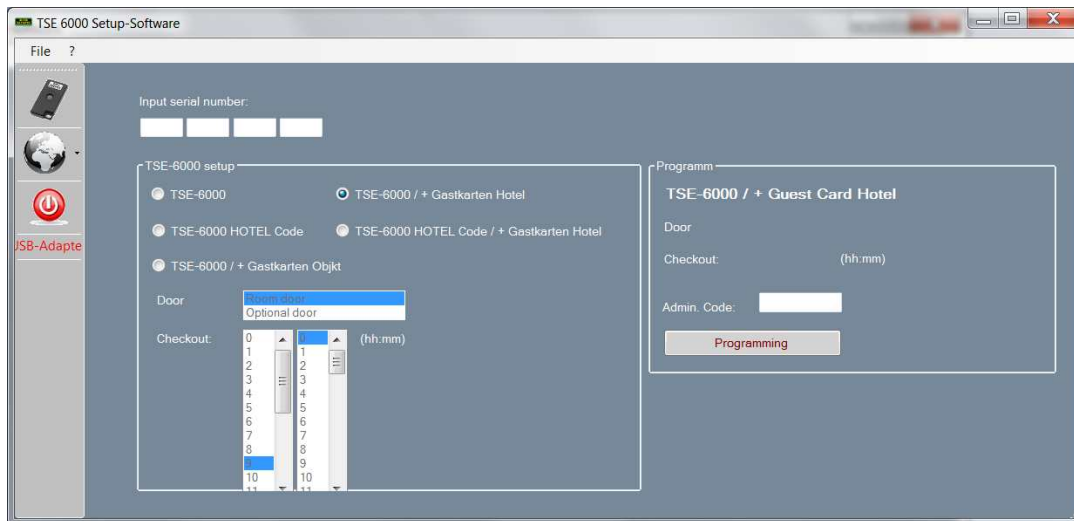 TSE 6000 Setup-Software
File ?
Input serial number:
TSE-6000 setup
TSE-6000
TSE-6000 / + Gastkarten Hotel
TSE-6000 HOTEL Code
TSE-6000 HOTEL Code / + Gastkarten Hotel
TSE-6000 / + Gastkarten Objkt
Door
Room door
Optional door
Checkout:
0
1
2
3
4
5
6
7
8
9
10
11
0
1
2
3
4
5
6
7
8
9
10
11
(hh:mm)
Programm
TSE-6000 / + Guest Card Hotel
Door
Checkout:
(hh:mm)
Admin. Code:
Programming
JSB-Adapte